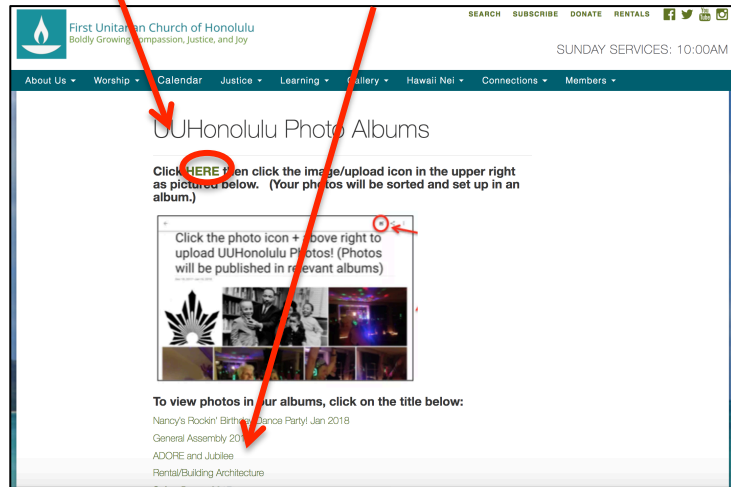 SEARCH SUBSCRIBE DONATE RENTALS
You Tube
First Unitarian Church of Honolulu
Boldly Growing Compassion, Justice, and Joy
SUNDAY SERVICES: 10:00AM
About Us Worship Calendar Justice Learning Gallery Hawaii Nei Connections Members
UUHonolulu Photo Albums
Click HERE then click the image/upload icon in the upper right
as pictured below. (Your photos will be sorted and set up in an
album.)
Click the photo icon + above right to
upload UUHonolulu Photos! (Photos
will be published in relevant albums)
To view photos in our albums, click on the title below:
Nancy's Rockin' Birthday Dance Party! Jan 2018
General Assembly
ADORE and Jubilee
Rental/Building Architecture